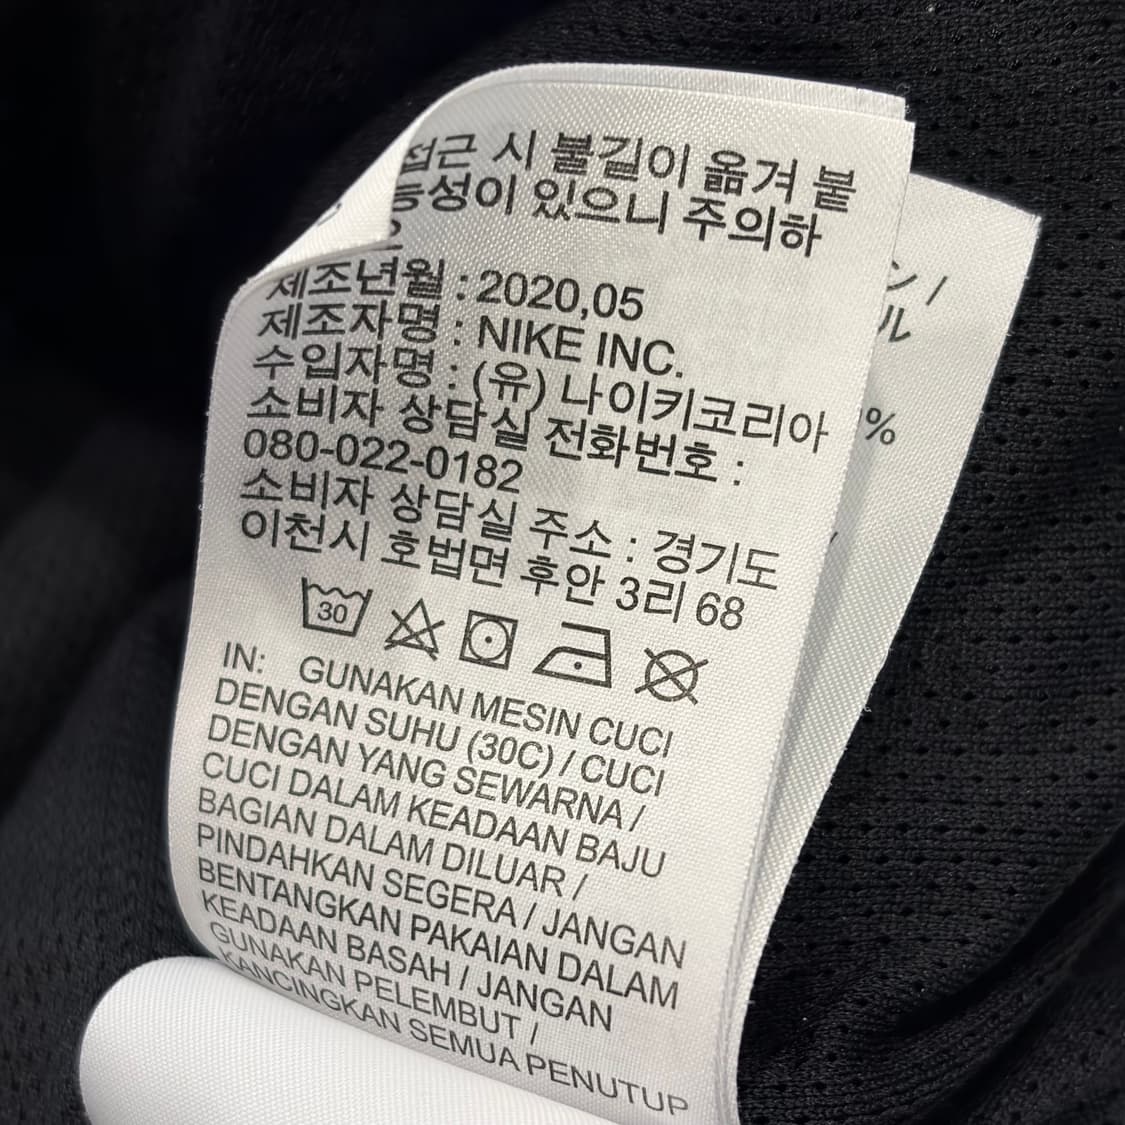 접근 시 불길이 옮겨 붙
능성이 있으니 주의하
제조년월 : 2020,05
제조자명 : NIKE INC.
수입자명 : (유) 나이키코리아
소비자 상담실 전화번호 :
080-022-0182
소비자 상담실 주소 : 경기도
이천시 호법면 후안 3리 68
30
IN: GUNAKAN MESIN CUCI
DENGAN SUHU (30C) / CUCI
DENGAN YANG SEWARNA /
CUCI DALAM KEADAAN BAJU
BAGIAN DALAM DILUAR /
PINDAHKAN SEGERA / JANGAN
BENTANGKAN PAKAIAN DALAM
KEADAAN BASAH / JANGAN
GUNAKAN PELEMBUT /
KANCINGKAN SEMUA PENUTUP
ン /
ル
%